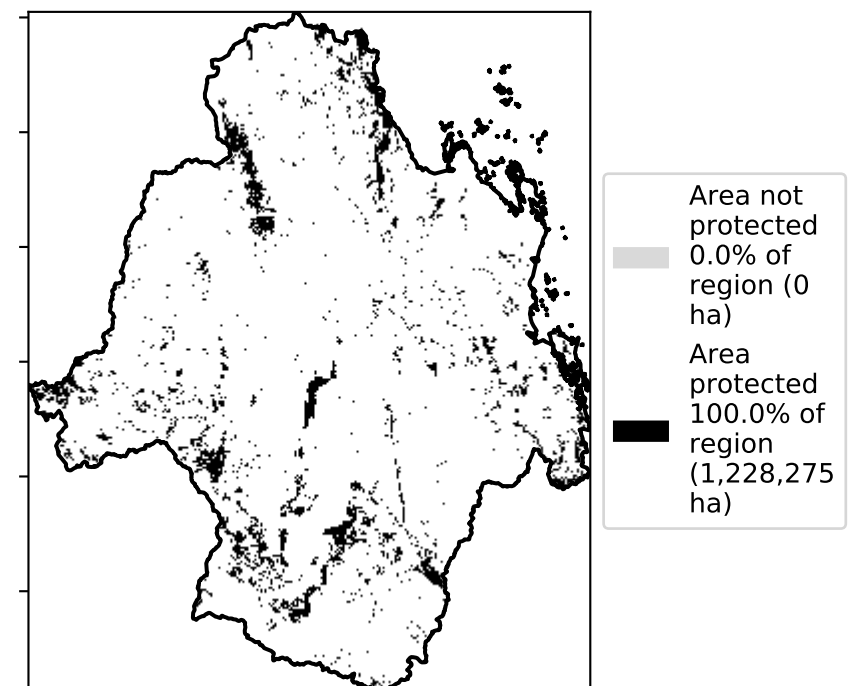 Area not
protected
0.0% of
region (0
ha)
Area
protected
100.0% of
region
(1,228,275
ha)